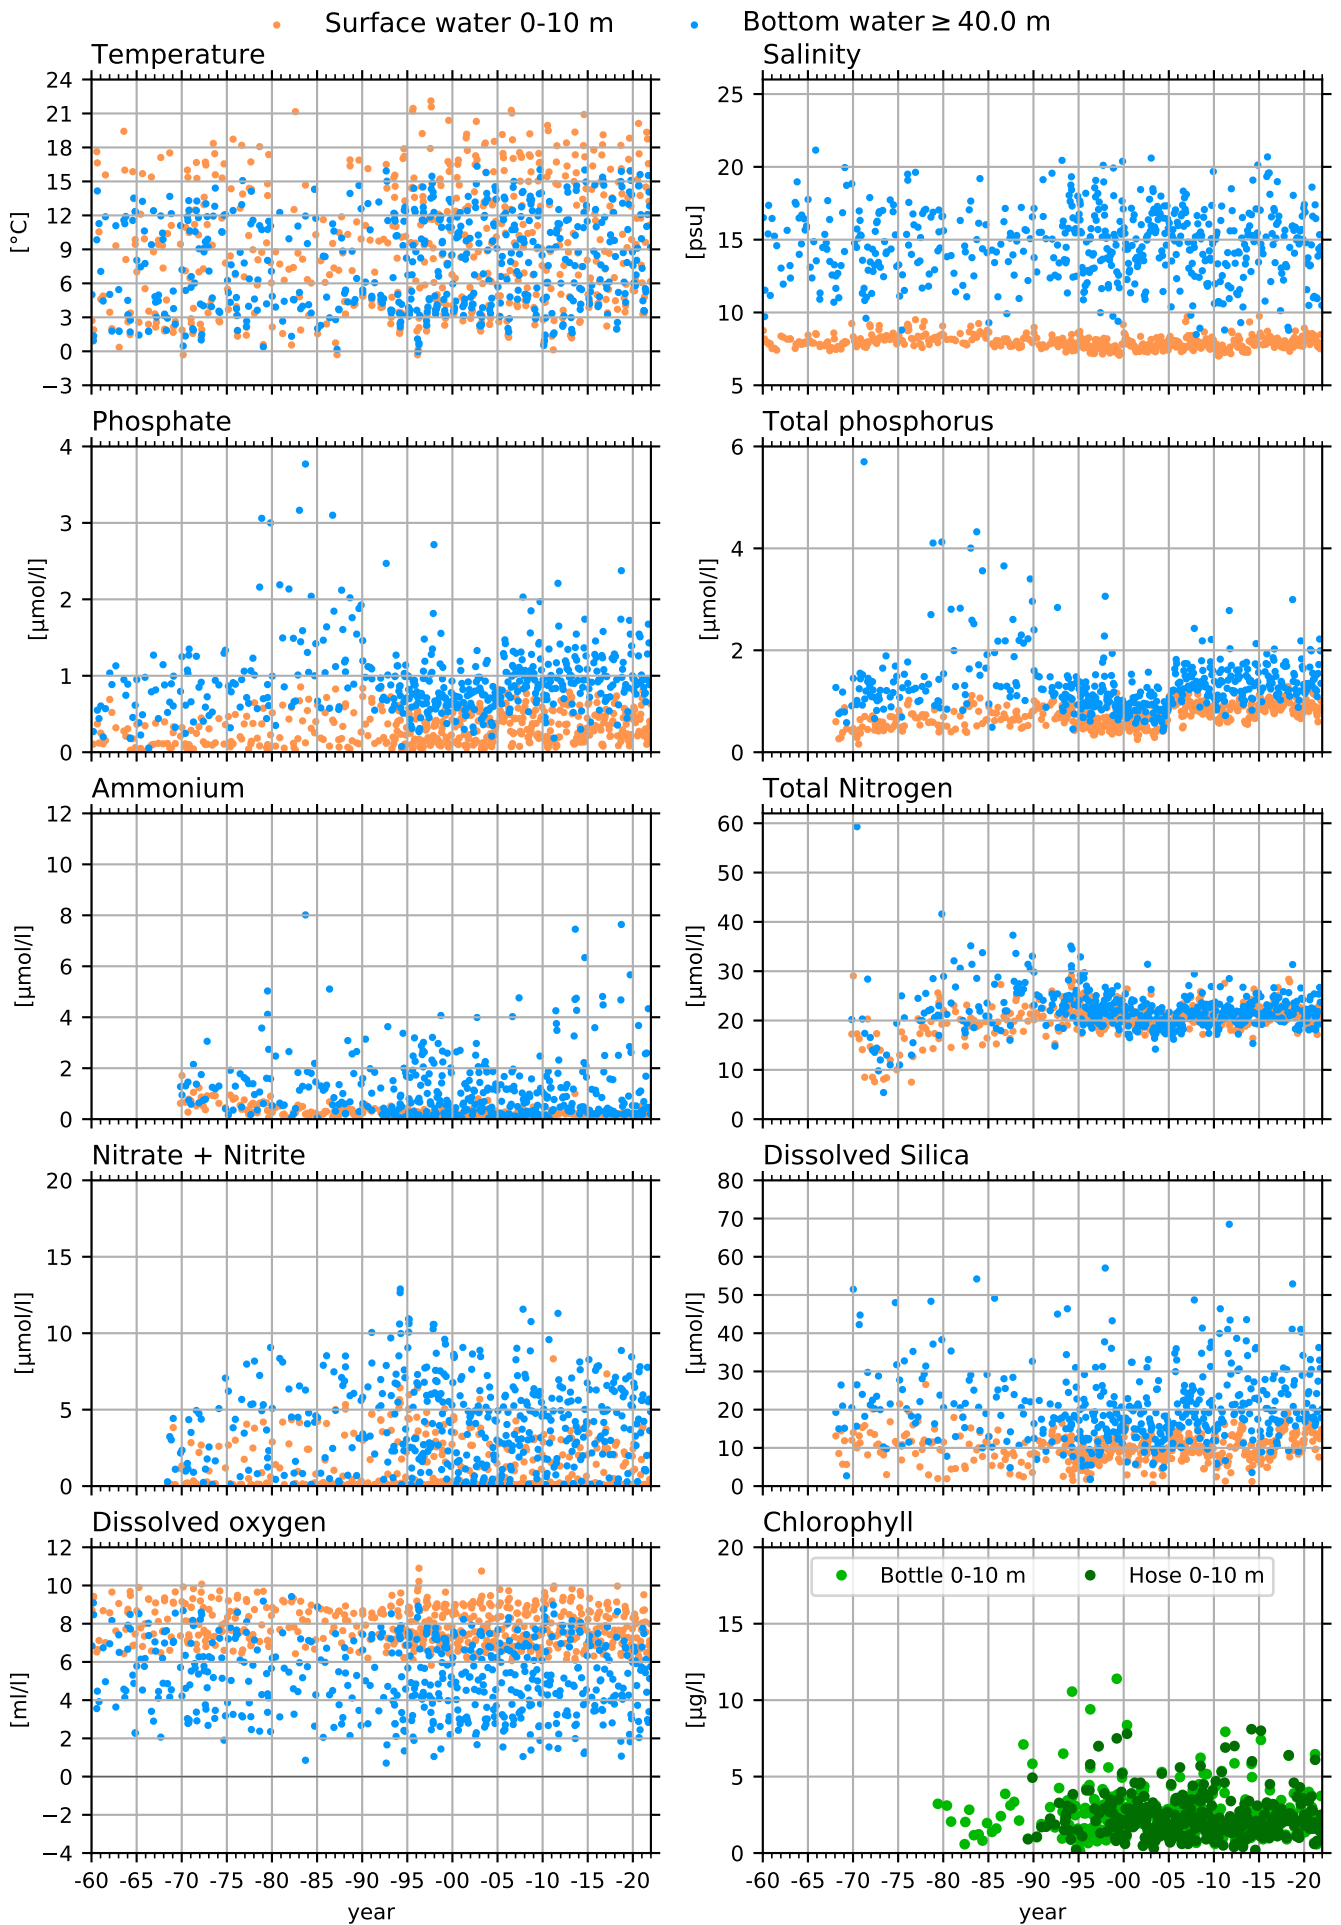 Surface water 0-10 m
Bottom water ≥ 40.0 m
Temperature
24
21
18
15
12
9
6
3
0
−3
[°C]
Salinity
25
20
15
10
5
[psu]
Phosphate
4
3
2
1
0
[µmol/l]
Total phosphorus
6
4
2
0
[µmol/l]
Ammonium
12
10
8
6
4
2
0
[µmol/l]
Total Nitrogen
60
50
40
30
20
10
0
[µmol/l]
Nitrate + Nitrite
20
15
10
5
0
[µmol/l]
Dissolved Silica
80
70
60
50
40
30
20
10
0
[µmol/l]
Dissolved oxygen
12
10
8
6
4
2
0
−2
−4
[ml/l]
-60 -70 -75 -80 -85 -90 -95 -00 -05 -10 -15 -20
year
Chlorophyll
Bottle 0-10 m
Hose 0-10 m
20
15
10
5
0
[µg/l]
-60 -70 -75 -80 -85 -90 -95 -00 -05 -10 -15 -20
year